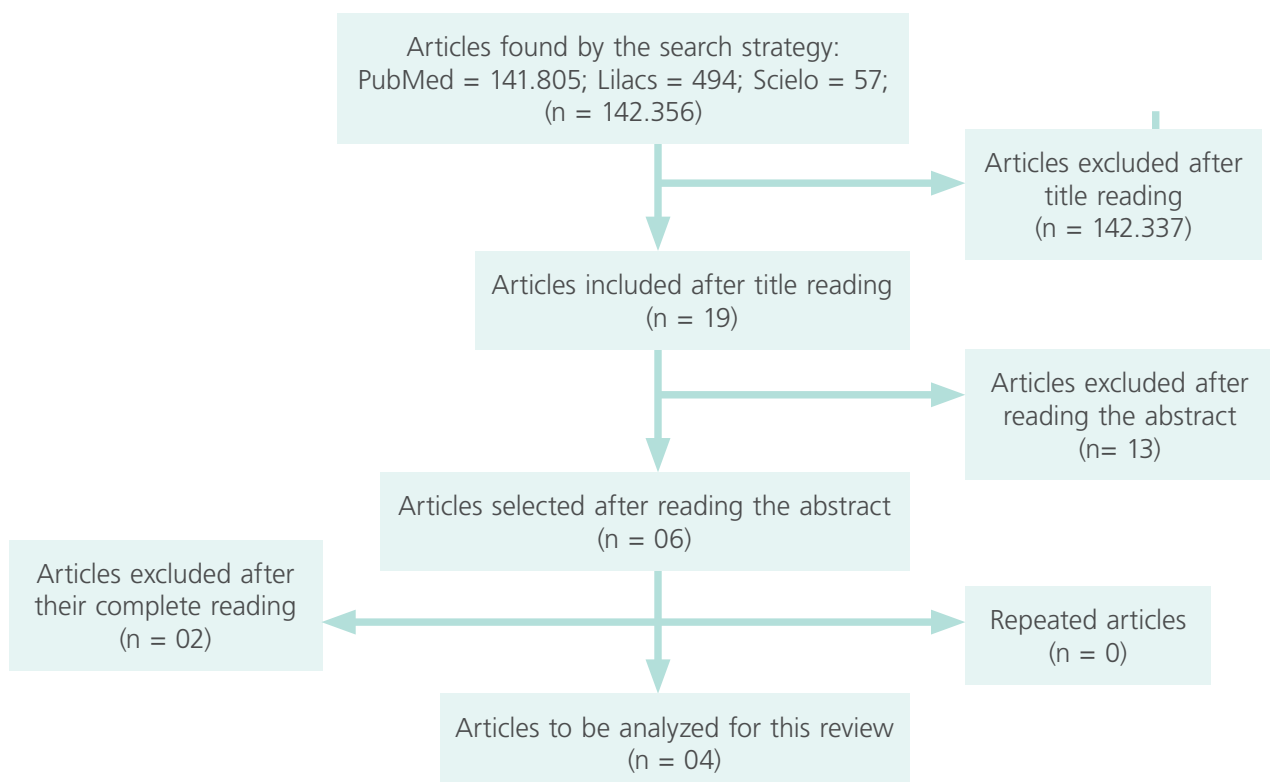 Articles found by the search strategy:
PubMed = 141.805; Lilacs = 494; Scielo = 57;
(n = 142.356)
Articles excluded after
title reading
(n = 142.337)
Articles included after title reading
(n = 19)
Articles excluded after
reading the abstract
(n= 13)
Articles selected after reading the abstract
(n = 06)
Articles excluded after
their complete reading
(n = 02)
Repeated articles
(n = 0)
Articles to be analyzed for this review
(n = 04)